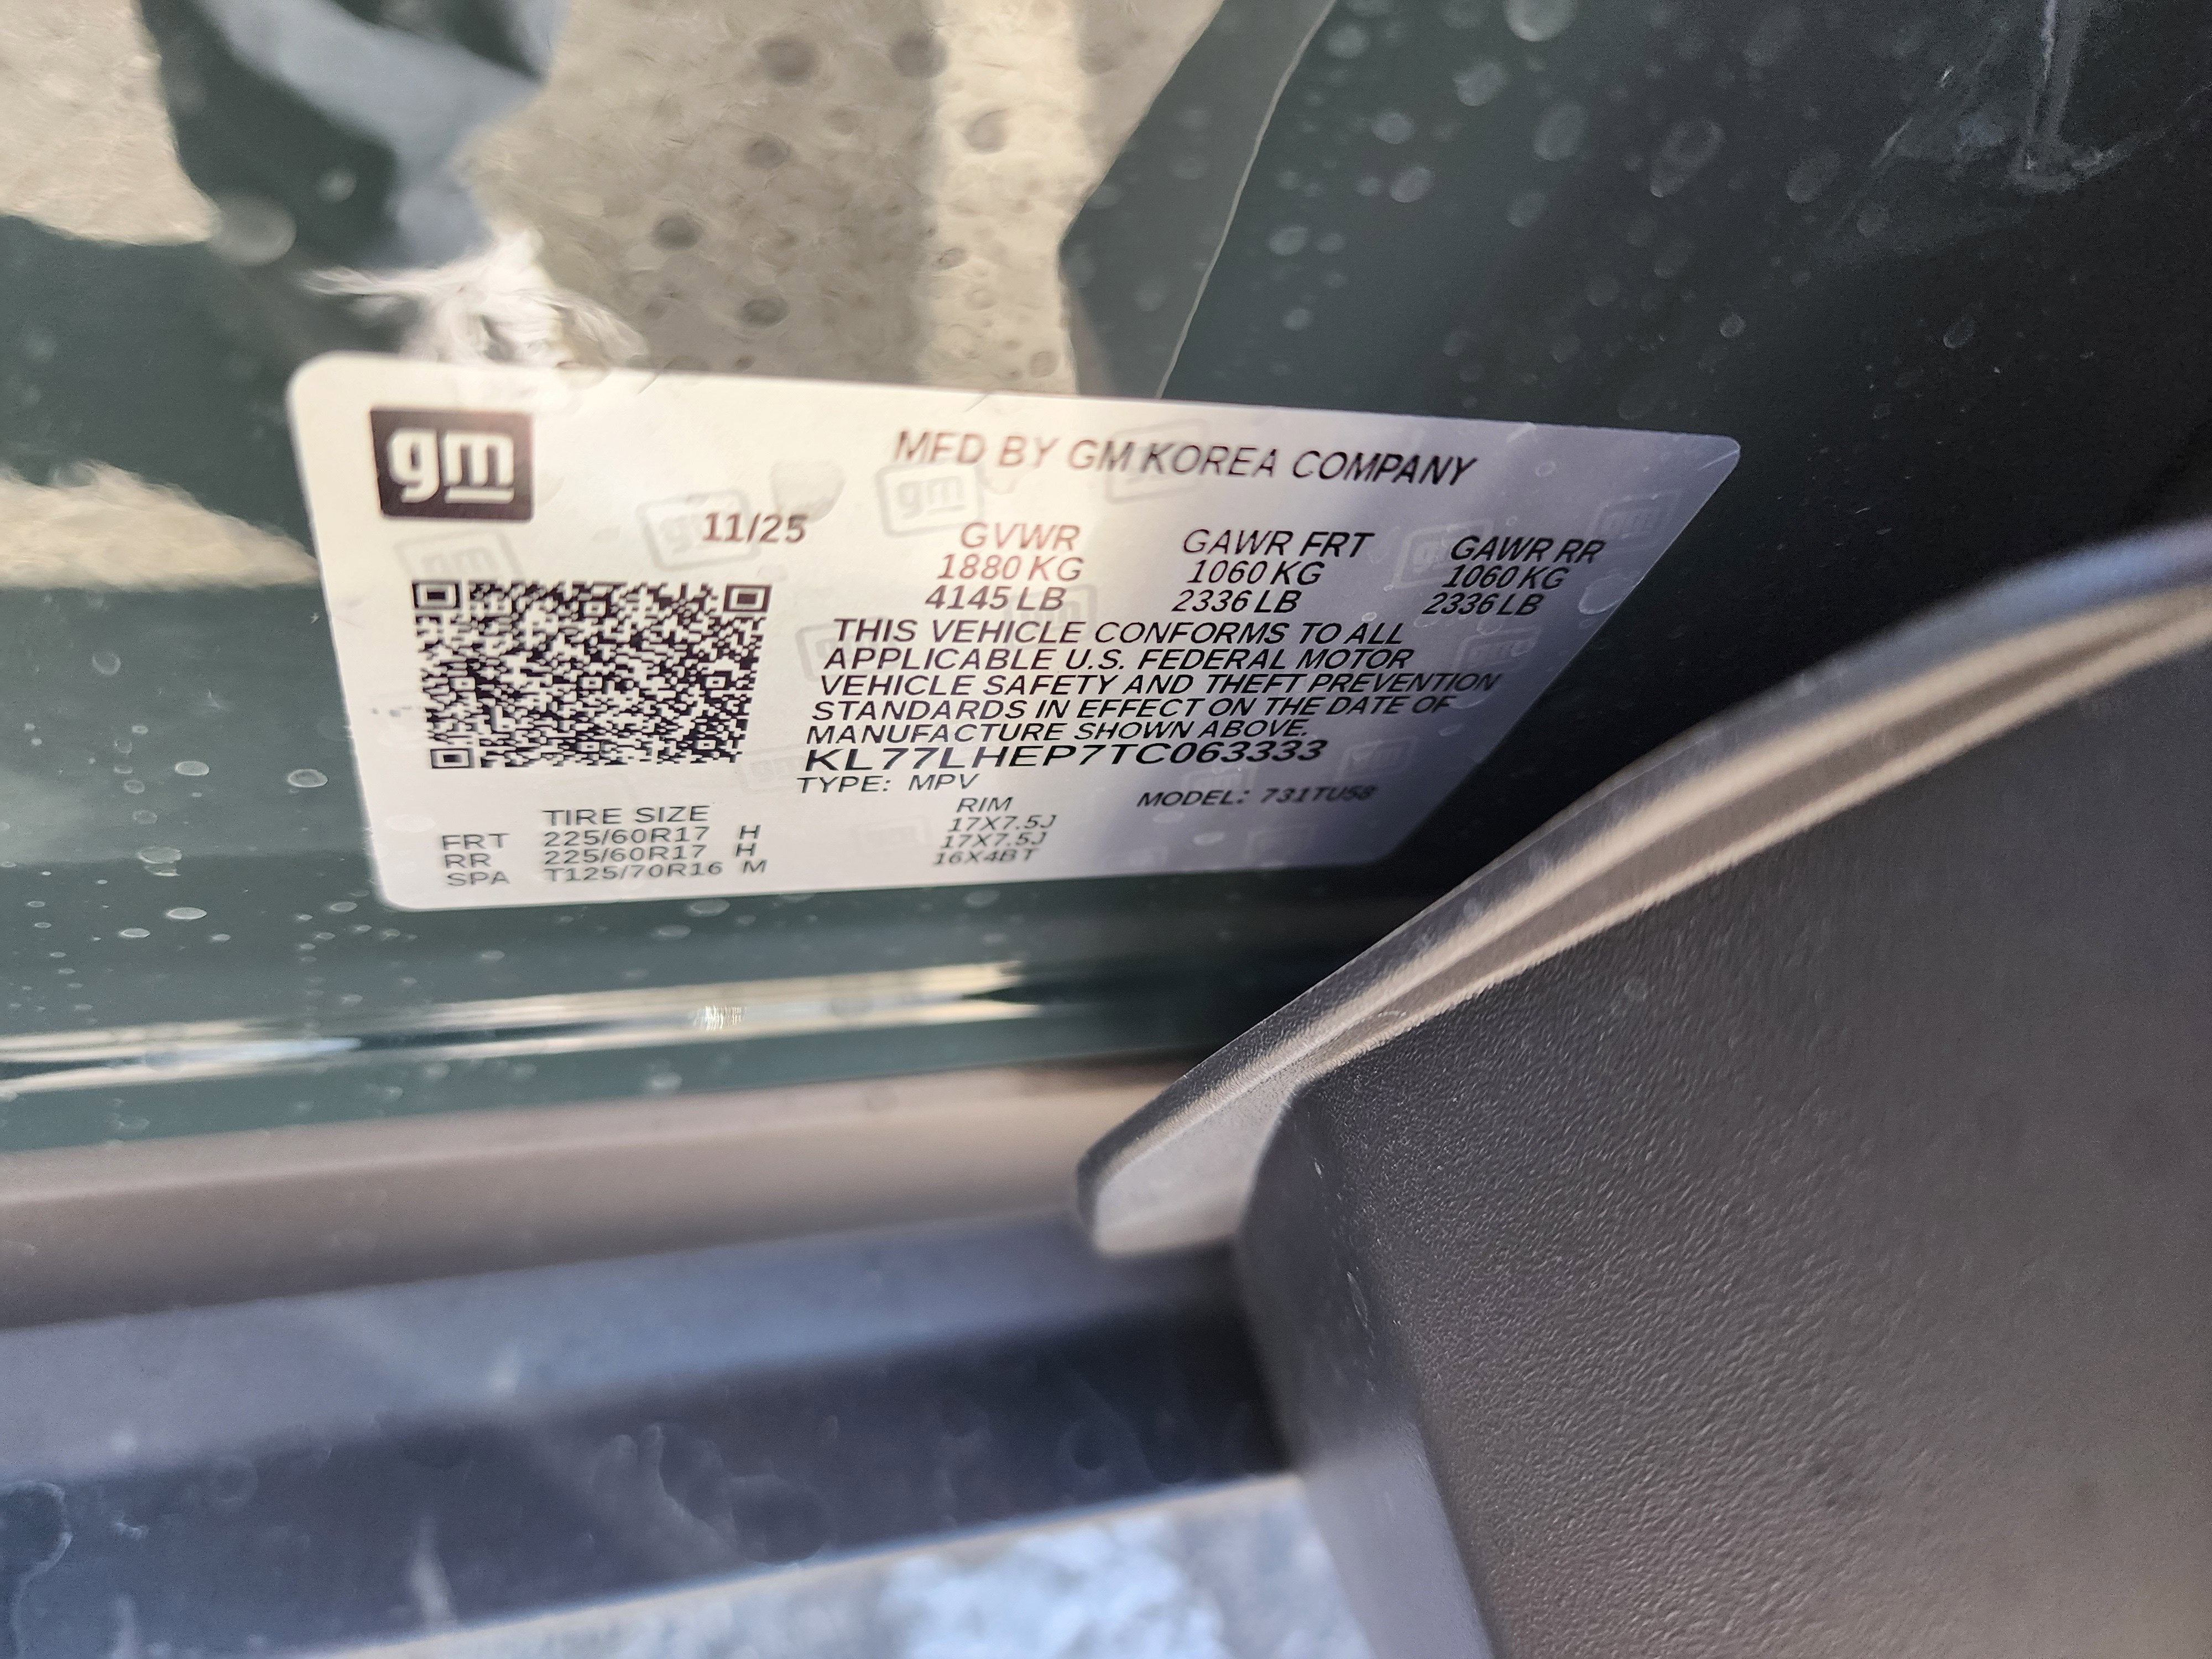 gm
MFD BY GM KOREA COMPANY
11/25
GVWR GAWR FRT GAWR RR
1880 KG 1060 KG 1060 KG
4145 LB 2336 LB 2336 LB
THIS VEHICLE CONFORMS TO ALL
APPLICABLE U.S. FEDERAL MOTOR
VEHICLE SAFETY AND THEFT PREVENTION
STANDARDS IN EFFECT ON THE DATE OF
MANUFACTURE SHOWN ABOVE.
KL77LHEP7TC063333
TYPE: MPV MODEL: 731TU58
TIRE SIZE RIM
FRT 225/60R17 H 17X7.5J
RR 225/60R17 H 17X7.5J
SPA T125/70R16 M 16X4BT